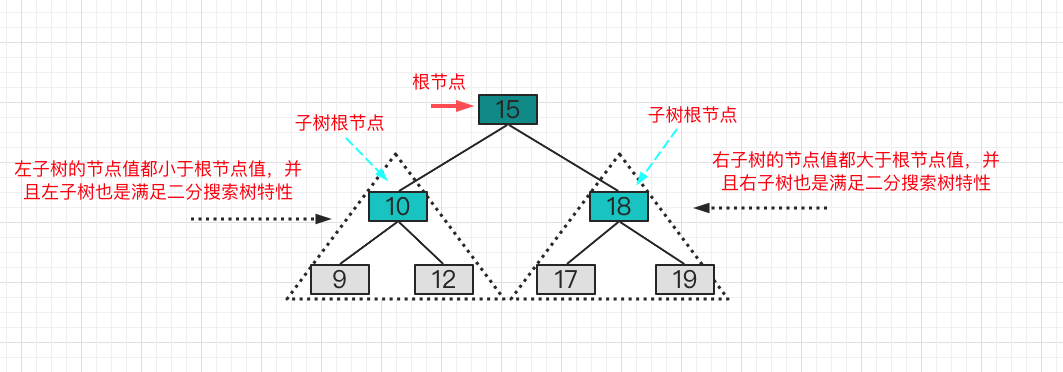 根节点
15
子树根节点
子树根节点
左子树的节点值都小于根节点值，并
且左子树也是满足二分搜索树特性
右子树的节点值都大于根节点值，并
且右子树也是满足二分搜索树特性
10
18
9
12
17
19